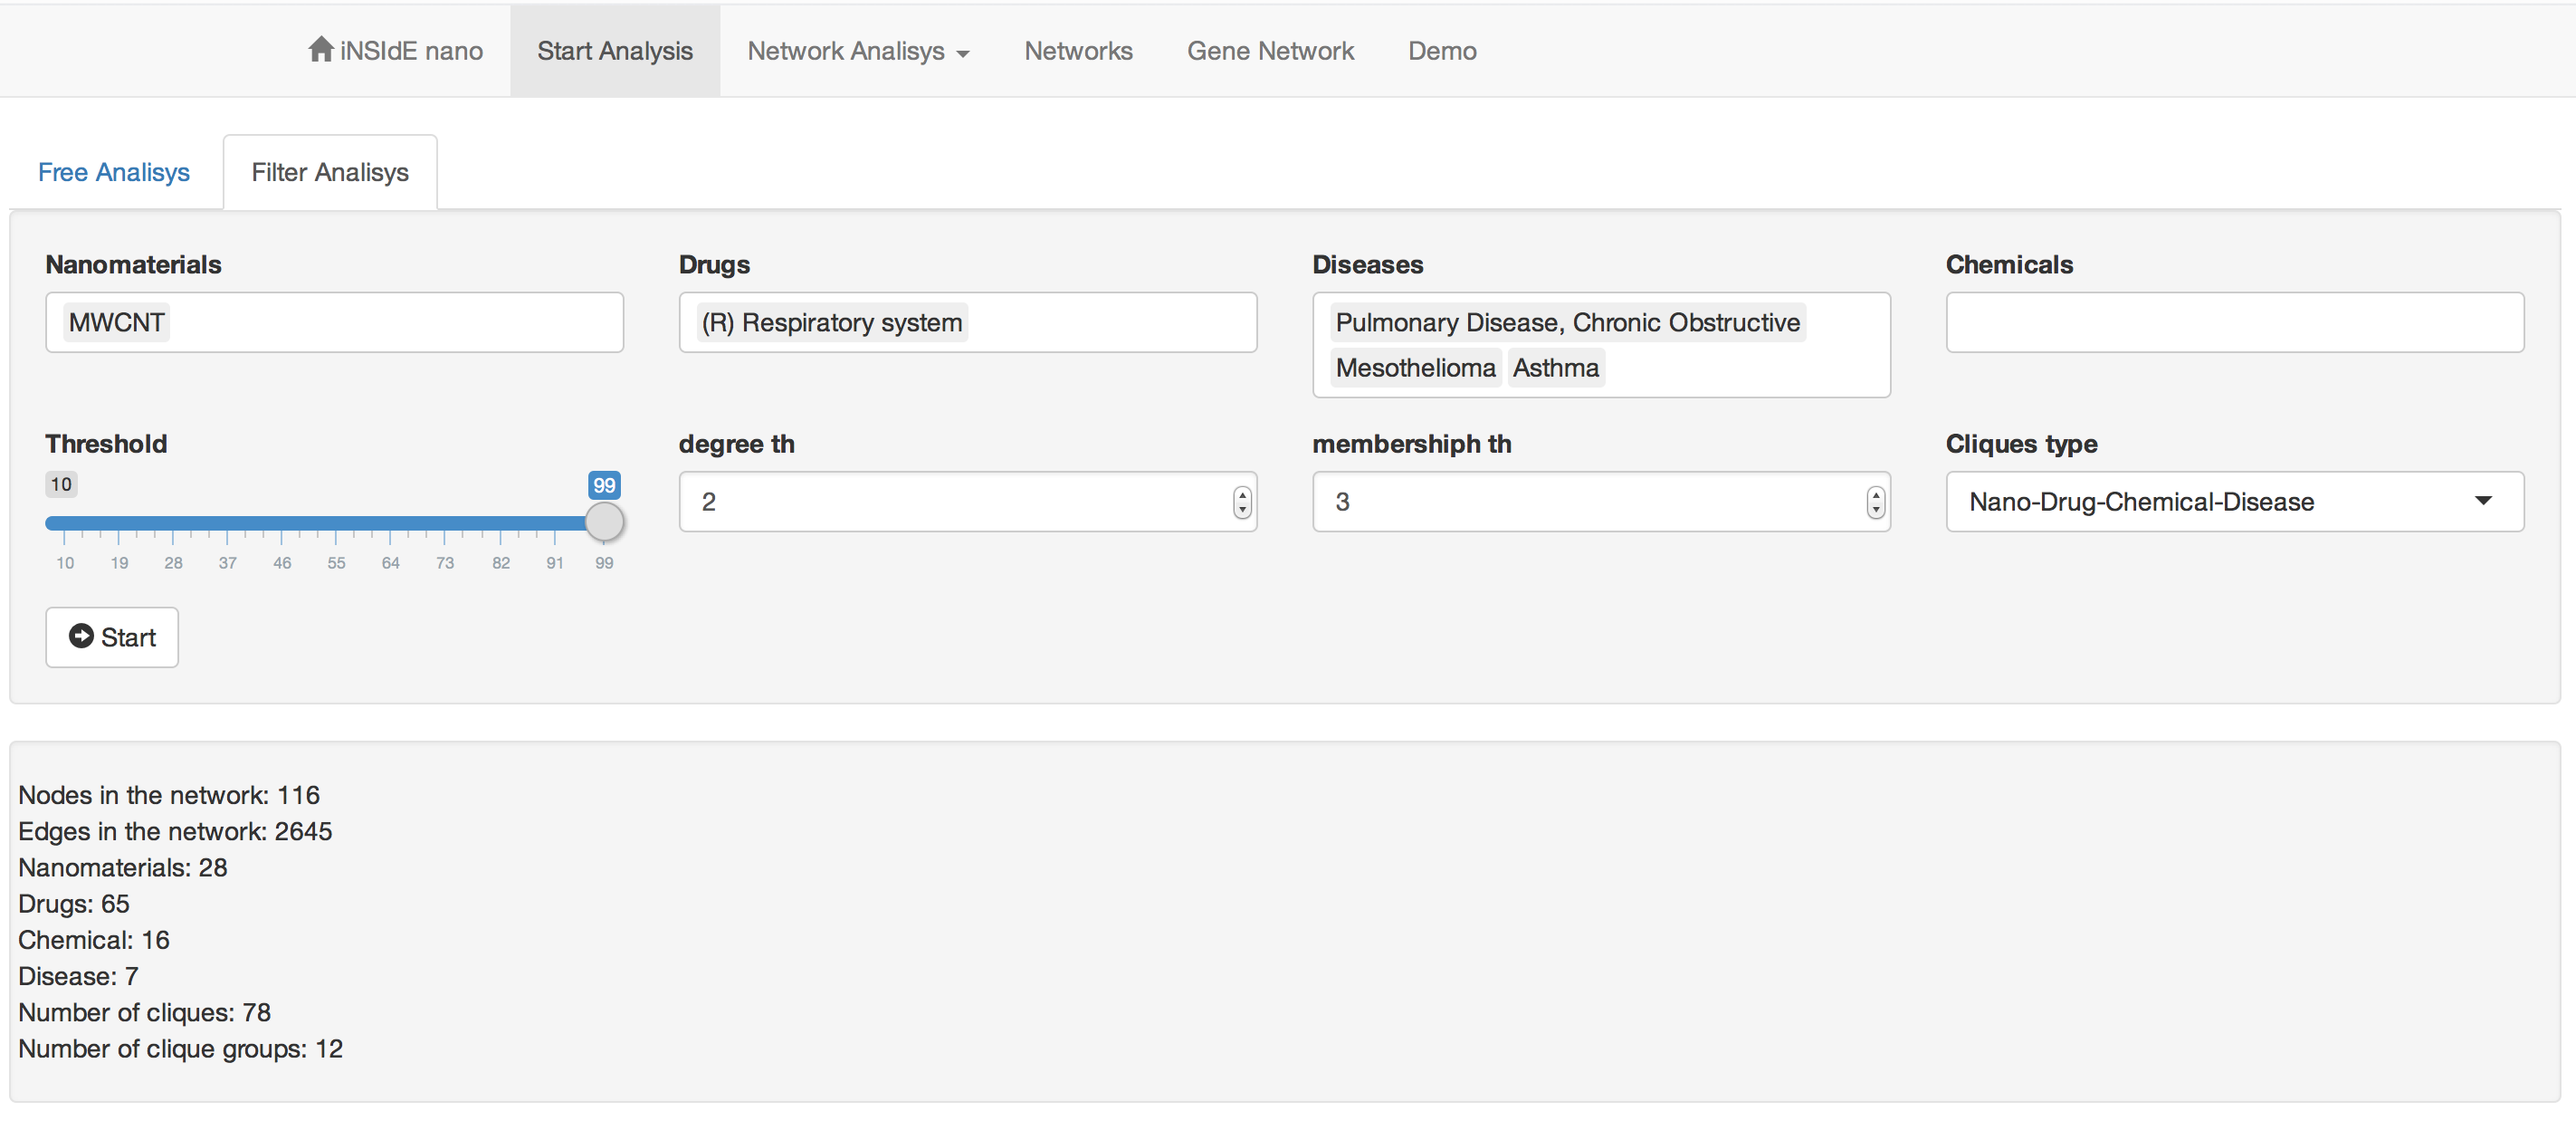 iNSIdE nano Start Analysis Network Analisys Networks Gene Network Demo
Free Analisys Filter Analisys
Nanomaterials Drugs Diseases Chemicals
MWCNT (R) Respiratory system Pulmonary Disease, Chronic Obstructive
Mesothelioma Asthma
Threshold degree th membershiph th Cliques type
10 99
2 3 Nano-Drug-Chemical-Disease
10 19 28 37 46 55 64 73 82 91 99
Start
Nodes in the network: 116
Edges in the network: 2645
Nanomaterials: 28
Drugs: 65
Chemical: 16
Disease: 7
Number of cliques: 78
Number of clique groups: 12